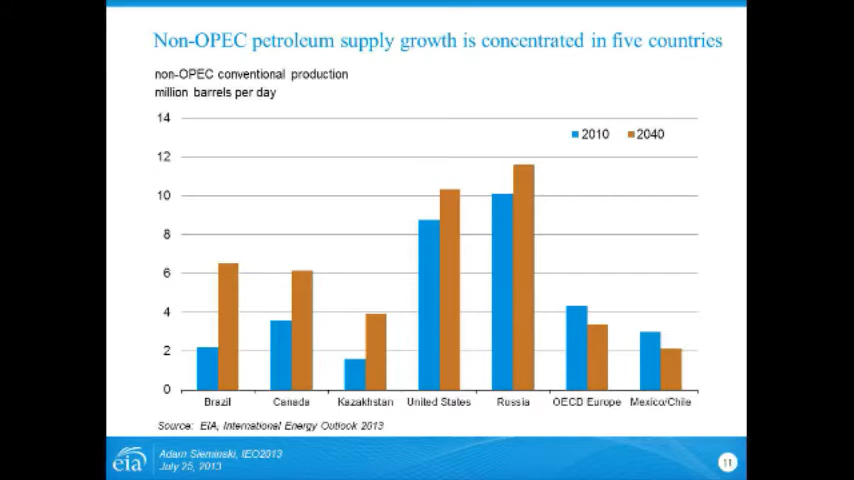 Non-OPEC petroleum supply growth is concentrated in five countries
non-OPEC conventional production
million barrels per day
14
2010 2040
12
10
8
6
4
2
0
Brazil Canada Kazakhstan United States Russia OECD Europe Mexico/Chile
Source: EIA, International Energy Outlook 2013
eia
Adam Sieminski, IEO2013
July 25, 2013
11